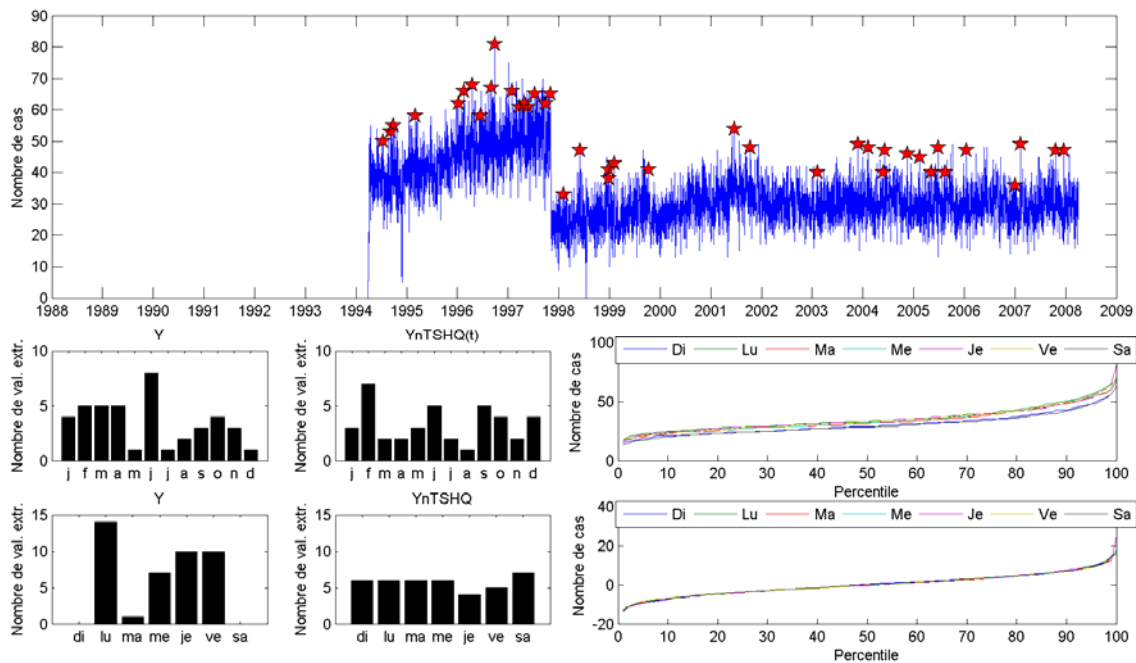 Nombre de cas
90
80
70
60
50
40
30
20
10
0
1988 1989 1990 1991 1992 1993 1994 1995 1996 1997 1998 1999 2000 2001 2002 2003 2004 2005 2006 2007 2008 2009
Y
Nombre de val. extr.
10
5
0
j f m a m j j a s o n d
YnTSHQ(t)
Nombre de val. extr.
10
5
0
j f m a m j j a s o n d
Nombre de cas
100
50
0
Di Lu Ma Me Je Ve Sa
0 10 20 30 40 50 60 70 80 90 100
Percentile
Y
Nombre de val. extr.
15
10
5
0
di lu ma me je ve sa
YnTSHQ
Nombre de val. extr.
15
10
5
0
di lu ma me je ve sa
Nombre de cas
40
20
0
-20
Di Lu Ma Me Je Ve Sa
0 10 20 30 40 50 60 70 80 90 100
Percentile